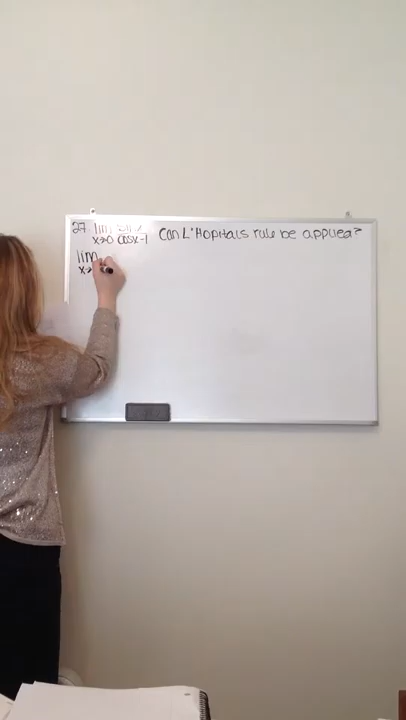 27. lim Can L'Hopitals rule be applied?
x→0 cosx-1
lim
x→